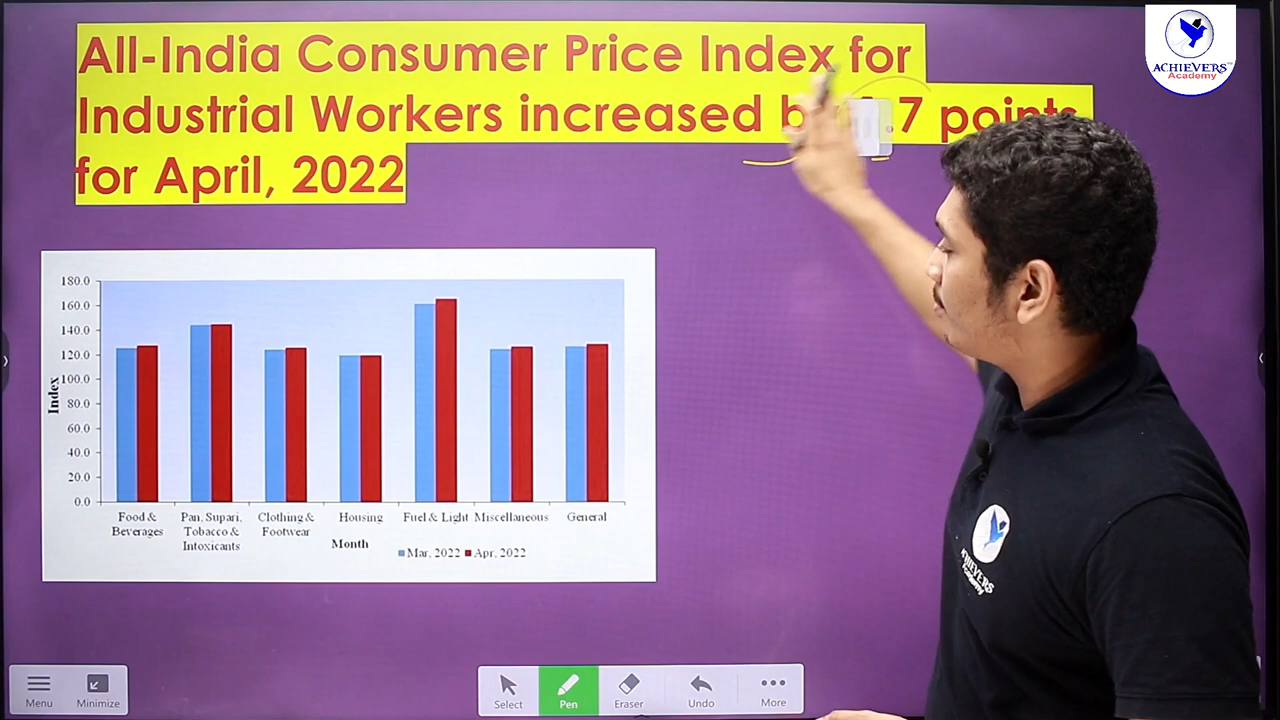 All-India Consumer Price Index for
Industrial Workers increased .7 points
for April, 2022
ACHIEVERS™
Academy
180.0
160.0
140.0
120.0
100.0
80.0
60.0
40.0
20.0
0.0
Index
Food & Beverages
Pan, Supari, Tobacco & Intoxicants
Clothing & Footwear
Housing
Fuel & Light
Miscellaneous
General
Month
Mar, 2022 Apr, 2022
ACHIEVERS
Academy
Menu
Minimize
Select
Pen
Eraser
Undo
More